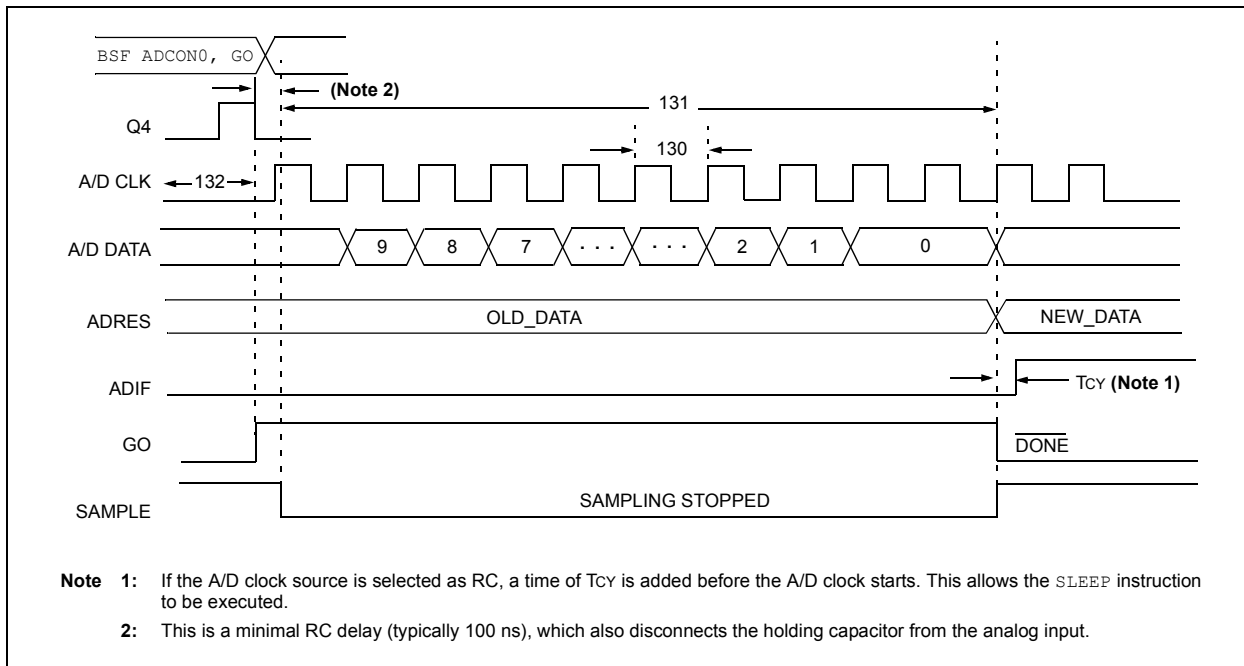 BSF ADCON0, GO
(Note 2)
131
Q4
130
A/D CLK
132
A/D DATA
9 8 7 . . . . . . 2 1 0
ADRES
OLD_DATA
NEW_DATA
ADIF
TCY (Note 1)
GO
DONE
SAMPLE
SAMPLING STOPPED
Note 1: If the A/D clock source is selected as RC, a time of TCY is added before the A/D clock starts. This allows the SLEEP instruction
to be executed.
2: This is a minimal RC delay (typically 100 ns), which also disconnects the holding capacitor from the analog input.